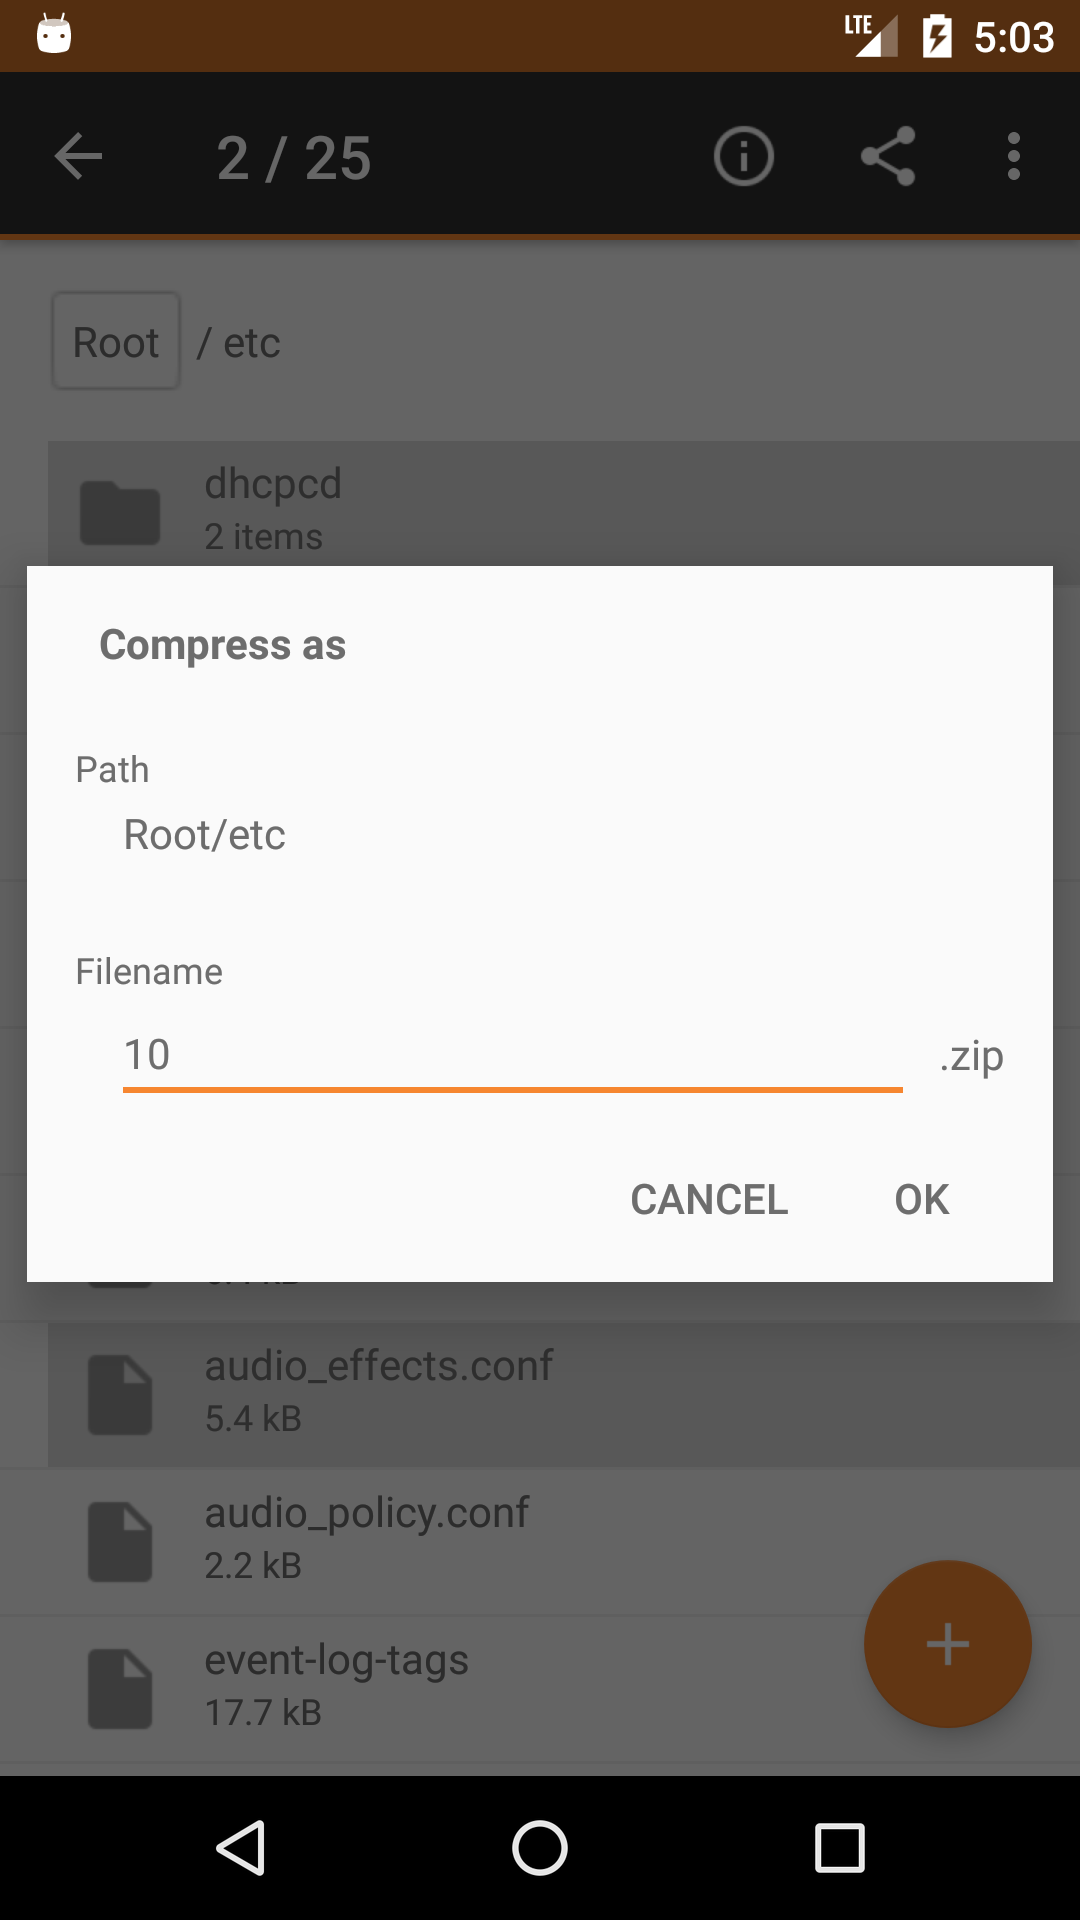 LTE 5:03
2 / 25
Root / etc
dhcpcd
2 items
Compress as
Path
Root/etc
Filename
10 .zip
CANCEL OK
audio_effects.conf
5.4 kB
audio_policy.conf
2.2 kB
event-log-tags
17.7 kB